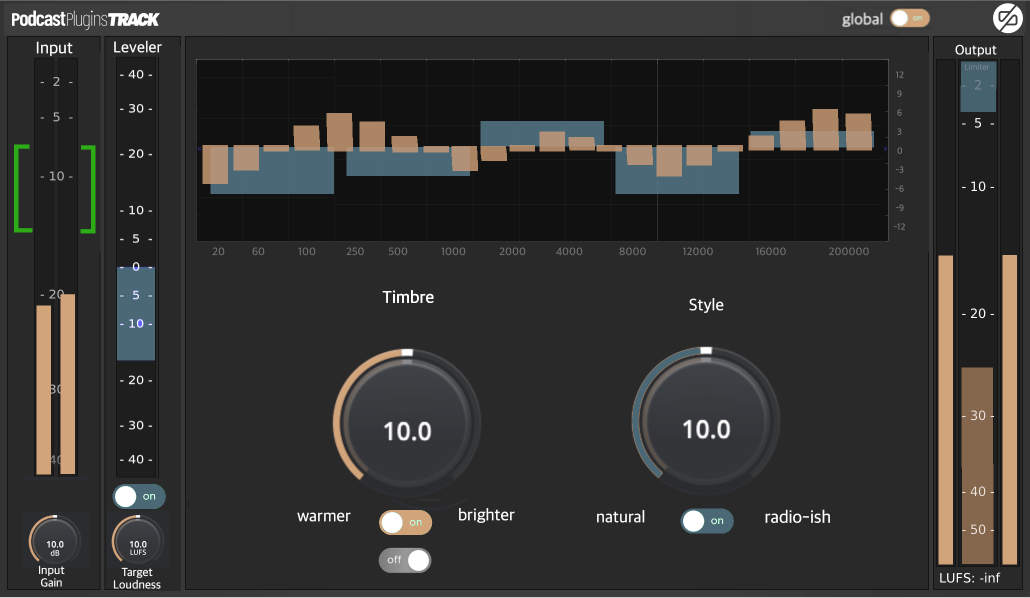 PodcastPluginsTRACK
global on
Input
Leveler
Output
- 2 -
- 5 -
- 10 -
- 20
30
40
- 40 -
- 30 -
- 20 -
- 10 -
- 5 -
- 0 -
- 5 -
- 10 -
- 20 -
- 30 -
- 40 -
on
10.0
dB
Input
Gain
10.0
LUFS
Target
Loudness
12
9
6
3
0
-3
-6
-9
-12
20 60 100 250 500 1000 2000 4000 8000 12000 16000 200000
Timbre
10.0
warmer on brighter
off
Style
10.0
natural on radio-ish
Limiter
- 2 -
- 5 -
- 10 -
- 20 -
- 30 -
- 40 -
- 50 -
LUFS: -inf